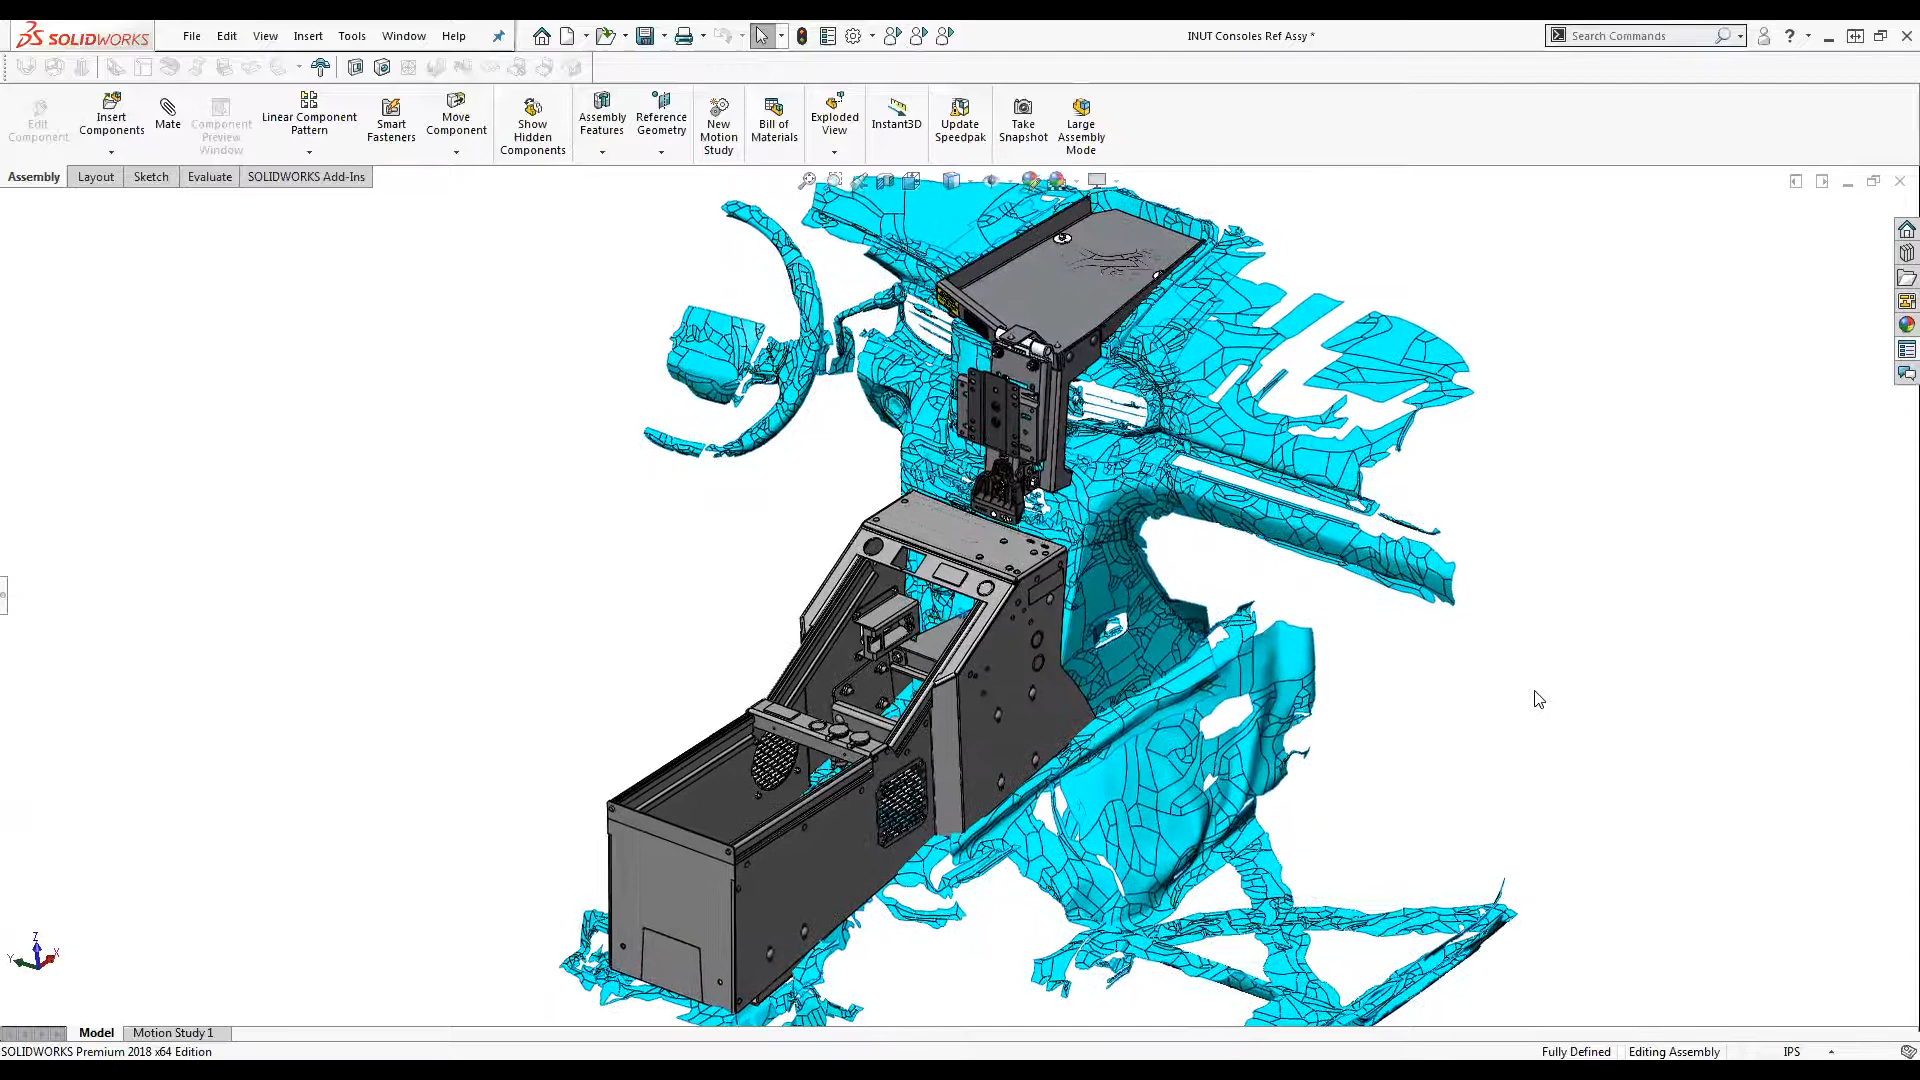 SOLIDWORKS File Edit View Insert Tools Window Help INUT Consoles Ref Assy * Search Commands ?
Edit Component
Insert Components
Mate
Component Preview Window
Linear Component Pattern
Smart Fasteners
Move Component
Show Hidden Components
Assembly Features
Reference Geometry
New Motion Study
Bill of Materials
Exploded View
Instant3D
Update Speedpak
Take Snapshot
Large Assembly Mode
Assembly Layout Sketch Evaluate SOLIDWORKS Add-Ins
Z
Y X
Model Motion Study 1
SOLIDWORKS Premium 2018 x64 Edition Fully Defined Editing Assembly IPS